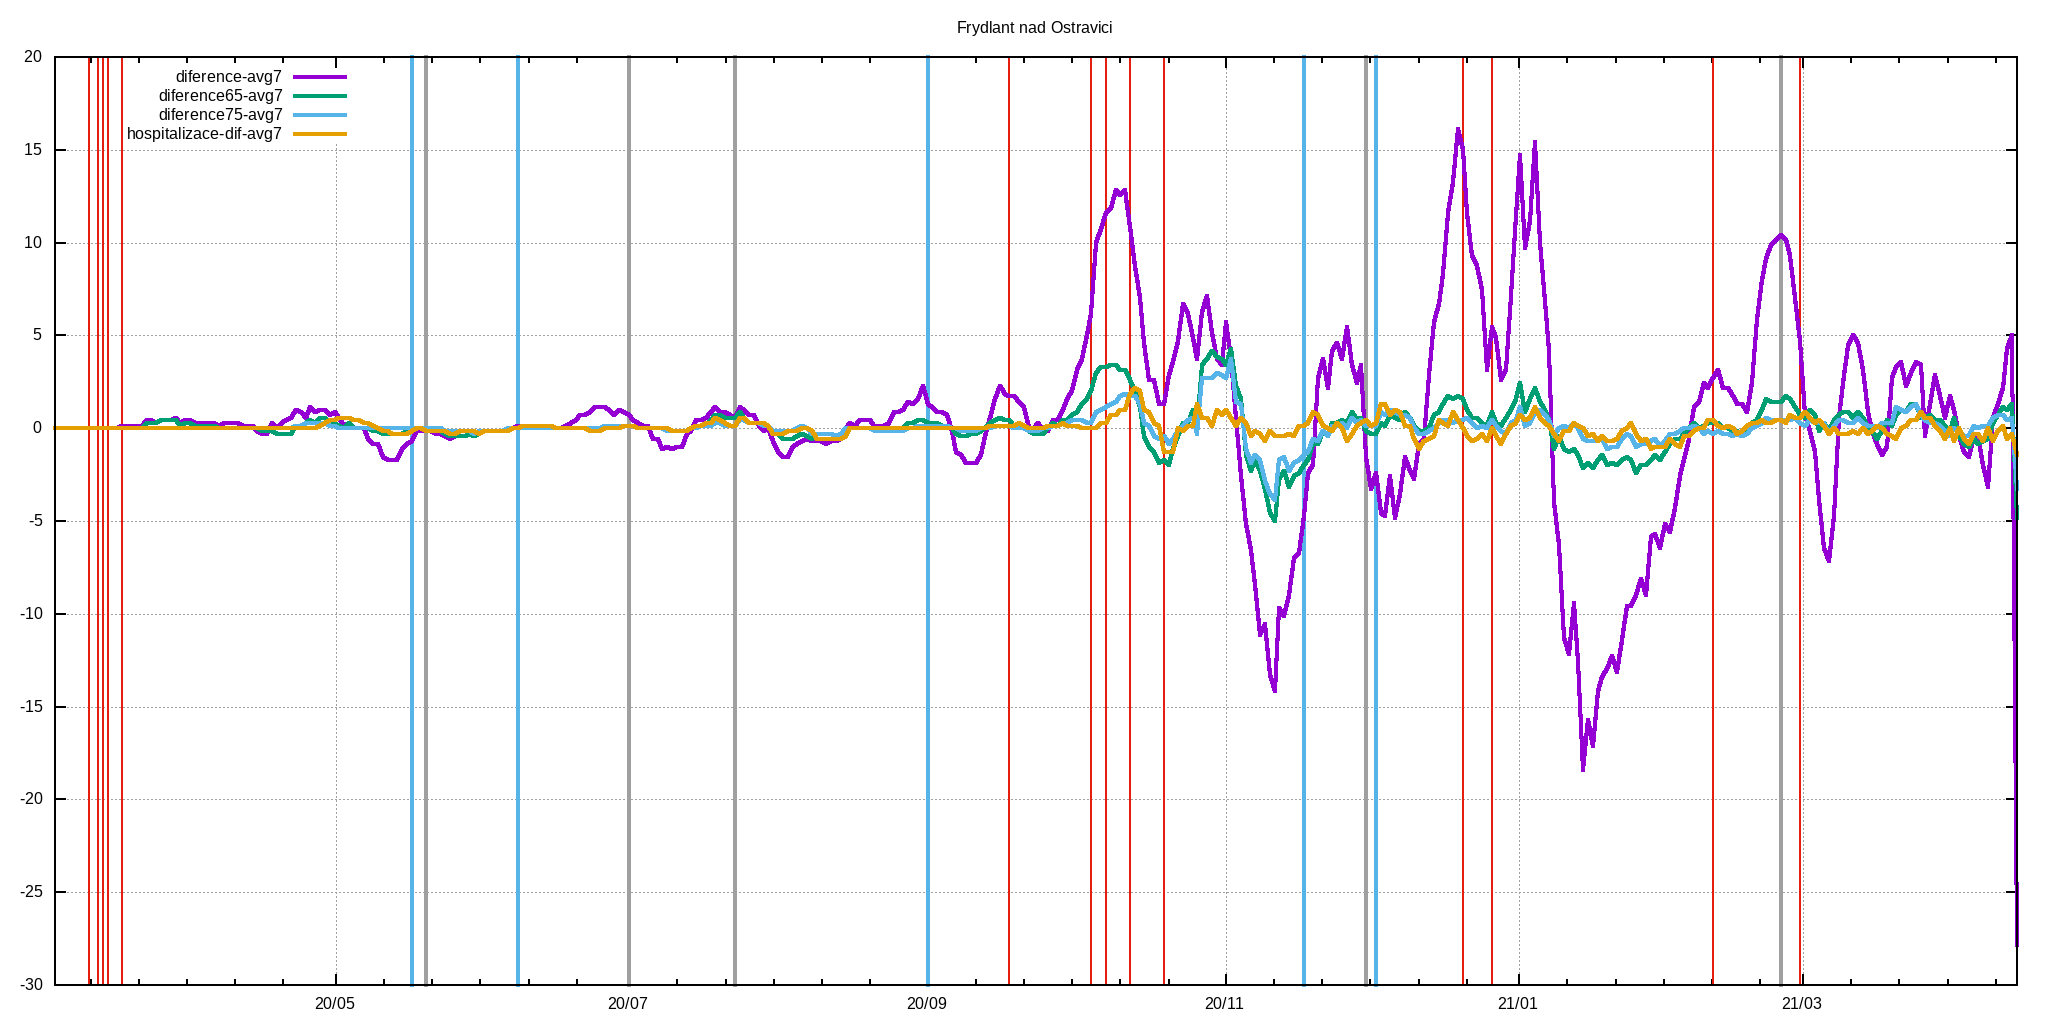 Frydlant nad Ostravici
20
diference-avg7
diference65-avg7
diference75-avg7
hospitalizace-dif-avg7
15
10
5
0
-5
-10
-15
-20
-25
-30
20/05 20/07 20/09 20/11 21/01 21/03